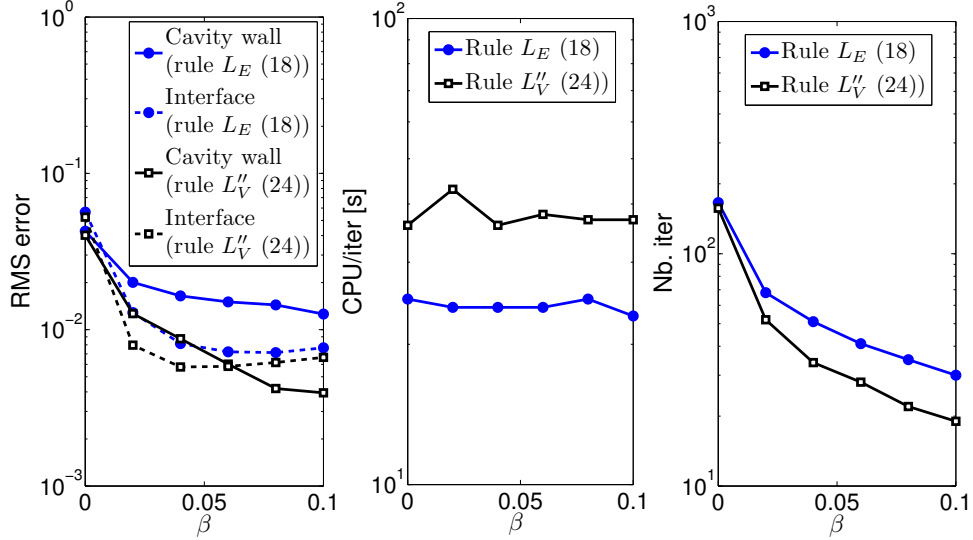 RMS error
10^0
10^{-1}
10^{-2}
10^{-3}
Cavity wall
(rule L_E (18))
Interface
(rule L_E (18))
Cavity wall
(rule L''_V (24))
Interface
(rule L''_V (24))
0
0.05
0.1
β
CPU/iter [s]
10^2
10^1
Rule L_E (18)
Rule L''_V (24))
0
0.05
0.1
β
Nb. iter
10^3
10^2
10^1
Rule L_E (18)
Rule L''_V (24))
0
0.05
0.1
β